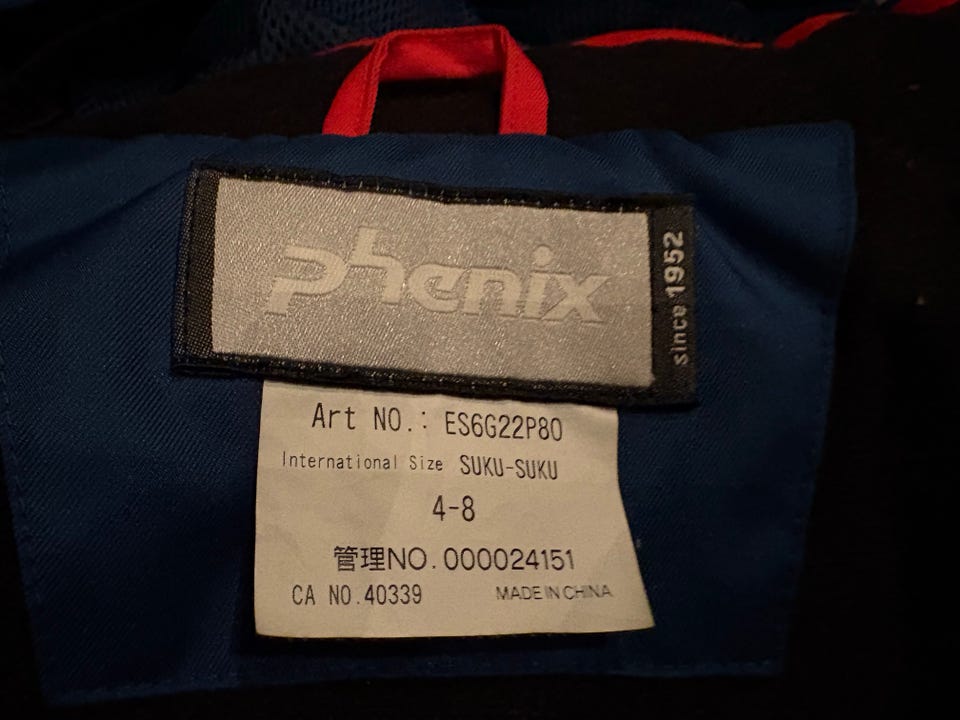 Phenix
since 1952
Art NO.: ES6G22P80
International Size SUKU-SUKU
4-8
管理NO.000024151
CA NO.40339 MADE IN CHINA